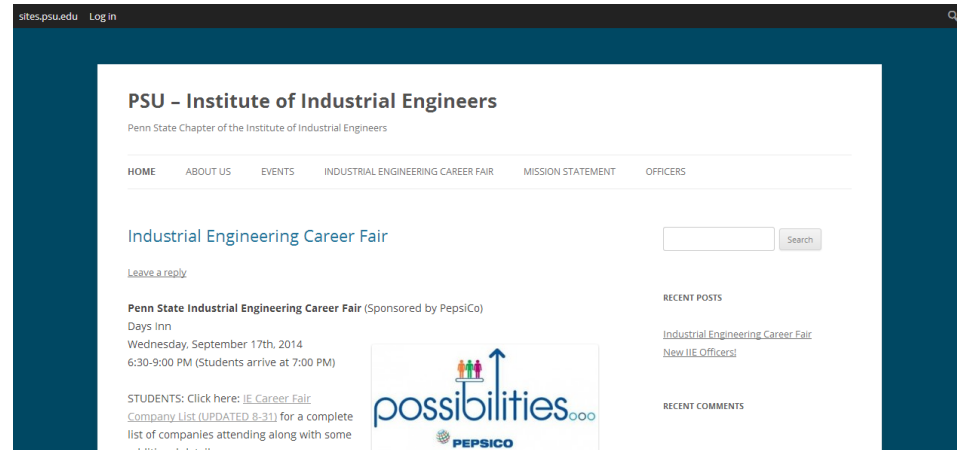 sites.psu.edu Log in
PSU – Institute of Industrial Engineers
Penn State Chapter of the Institute of Industrial Engineers
HOME ABOUT US EVENTS INDUSTRIAL ENGINEERING CAREER FAIR MISSION STATEMENT OFFICERS
Industrial Engineering Career Fair
Leave a reply
Penn State Industrial Engineering Career Fair (Sponsored by PepsiCo)
Days Inn
Wednesday, September 17th, 2014
6:30-9:00 PM (Students arrive at 7:00 PM)
STUDENTS: Click here: IE Career Fair
Company List (UPDATED 8-31) for a complete
list of companies attending along with some
possibilities...
PEPSICO
Search
RECENT POSTS
Industrial Engineering Career Fair
New IIE Officers!
RECENT COMMENTS